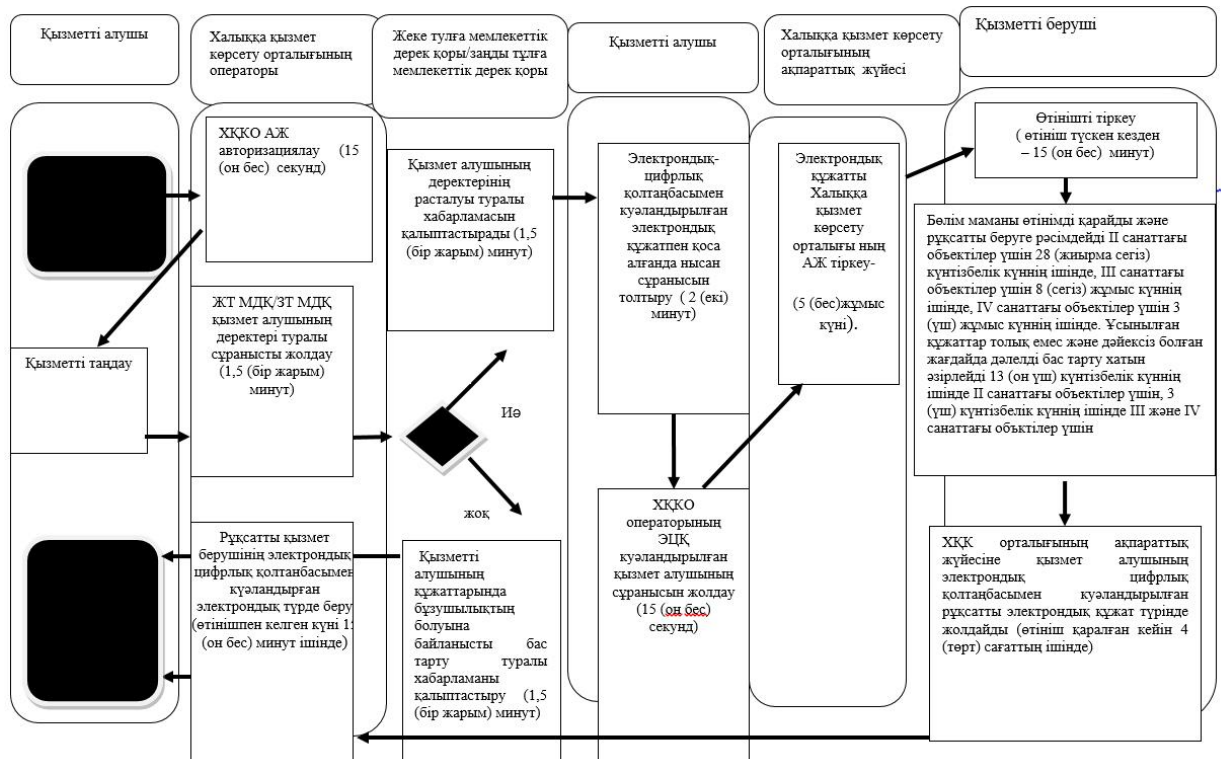 Қызметті алушы
Халыққа қызмет
көрсету орталығының
операторы
Жеке тулға мемлекеттік
дерек қоры/заңды тұлға
мемлекеттік дерек қоры
Қызметті алушы
Халыққа қызмет көрсету
орталығының
ақпараттық жүйесі
Қызметті беруші
ХҚКО АЖ
авторизациялау (15
(он бес) секунд)
Қызметті таңдау
ЖТ МДҚ/ЗТ МДҚ
қызмет алушының
деректері туралы
сұранысты жолдау
(1,5 (бір жарым)
минут)
Қызмет алушының
деректерінің
расталуы туралы
хабарламасын
қалыптастырады (1,5
(бір жарым) минут)
Иә
жоқ
Қызметті
алушының
құжаттарында
бұзушылықтың
болуына
байланысты бас
тарту туралы
хабарламаны
қалыптастыру (1,5
(бір жарым) минут)
Электрондық-
цифрлық
қолтаңбасымен
куәландырылған
электрондық
құжатпен қоса
алғанда нысан
сұранысын
толтыру ( 2 (екі)
минут)
ХҚКО
операторының
ЭЦҚ
куәландырылған
қызмет алушының
сұранысын жолдау
(15 (он бес)
секунд)
Электрондық
құжатты
Халыққа
қызмет
көрсету
орталығы ның
АЖ тіркеу-
(5 (бес)жұмыс
күні).
Өтінішті тіркеу
( өтініш түскен кезден
– 15 (он бес) минут)
Бөлім маманы өтінімді қарайды және
рұқсатты беруге рәсімдейді II санаттағы
объектілер үшін 28 (жиырма сегіз)
күнтізбелік күннің ішінде, III санаттағы
объектілер үшін 8 (сегіз) жұмыс күннің
ішінде, IV санаттағы объектілер үшін 3
(үш) жұмыс күннің ішінде. Ұсынылған
құжаттар толық емес және дәйексіз болған
жағдайда дәлелді бас тарту хатын
әзірлейді 13 (он үш) күнтізбелік күннің
ішінде II санаттағы объектілер үшін, 3
(үш) күнтізбелік күннің ішінде III және IV
санаттағы объктілер үшін
ХҚК орталығының ақпараттық
жүйесіне қызмет алушының
электрондық цифрлық
қолтаңбасымен куәландырылған
рұқсатты электрондық құжат түрінде
жолдайды (өтініш қаралған кейін 4
(төрт) сағаттың ішінде)
Рұқсатты қызмет
берушінің электрондық
цифрлық қолтанбасымен
күәландырған
электрондық түрде беру
(өтінішпен келген күні
(он бес) минут ішінде)